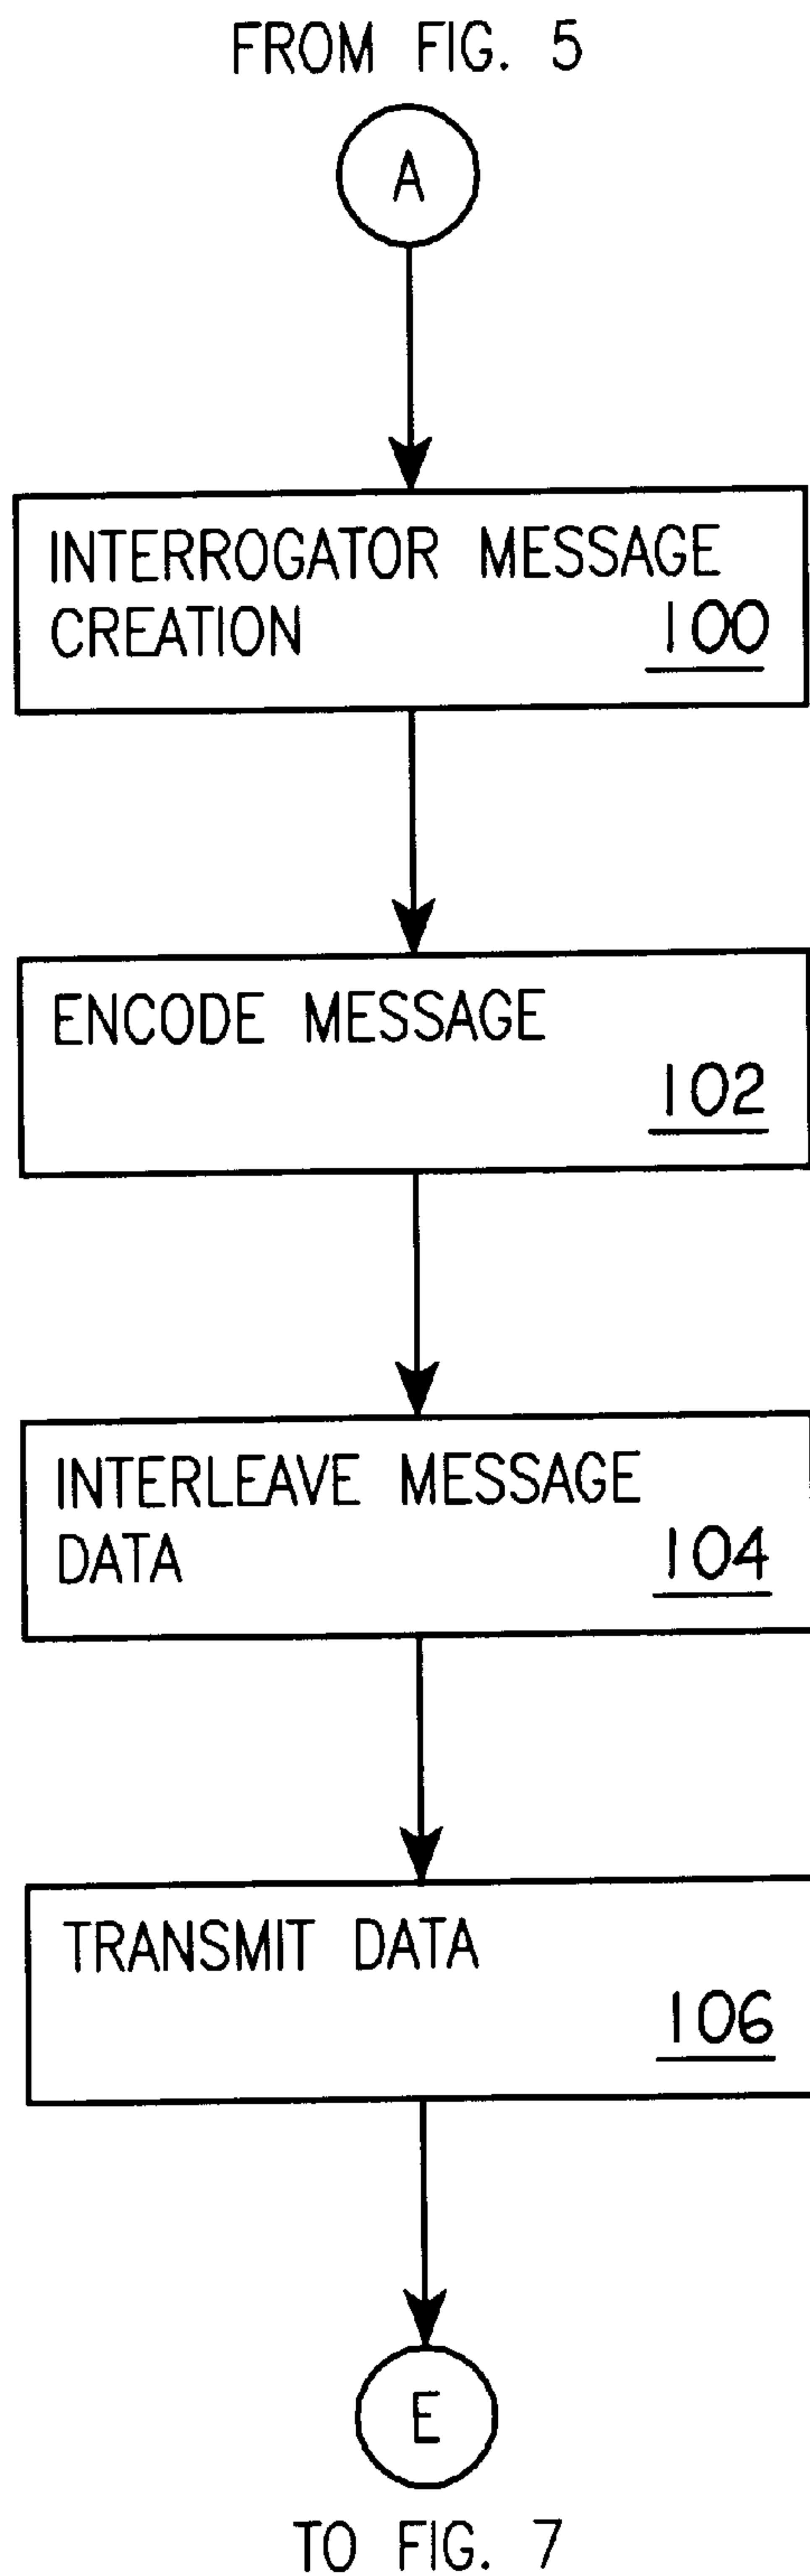 FROM FIG. 5
A
INTERROGATOR MESSAGE
CREATION
100
ENCODE MESSAGE
102
INTERLEAVE MESSAGE
DATA
104
TRANSMIT DATA
106
E
TO FIG. 7